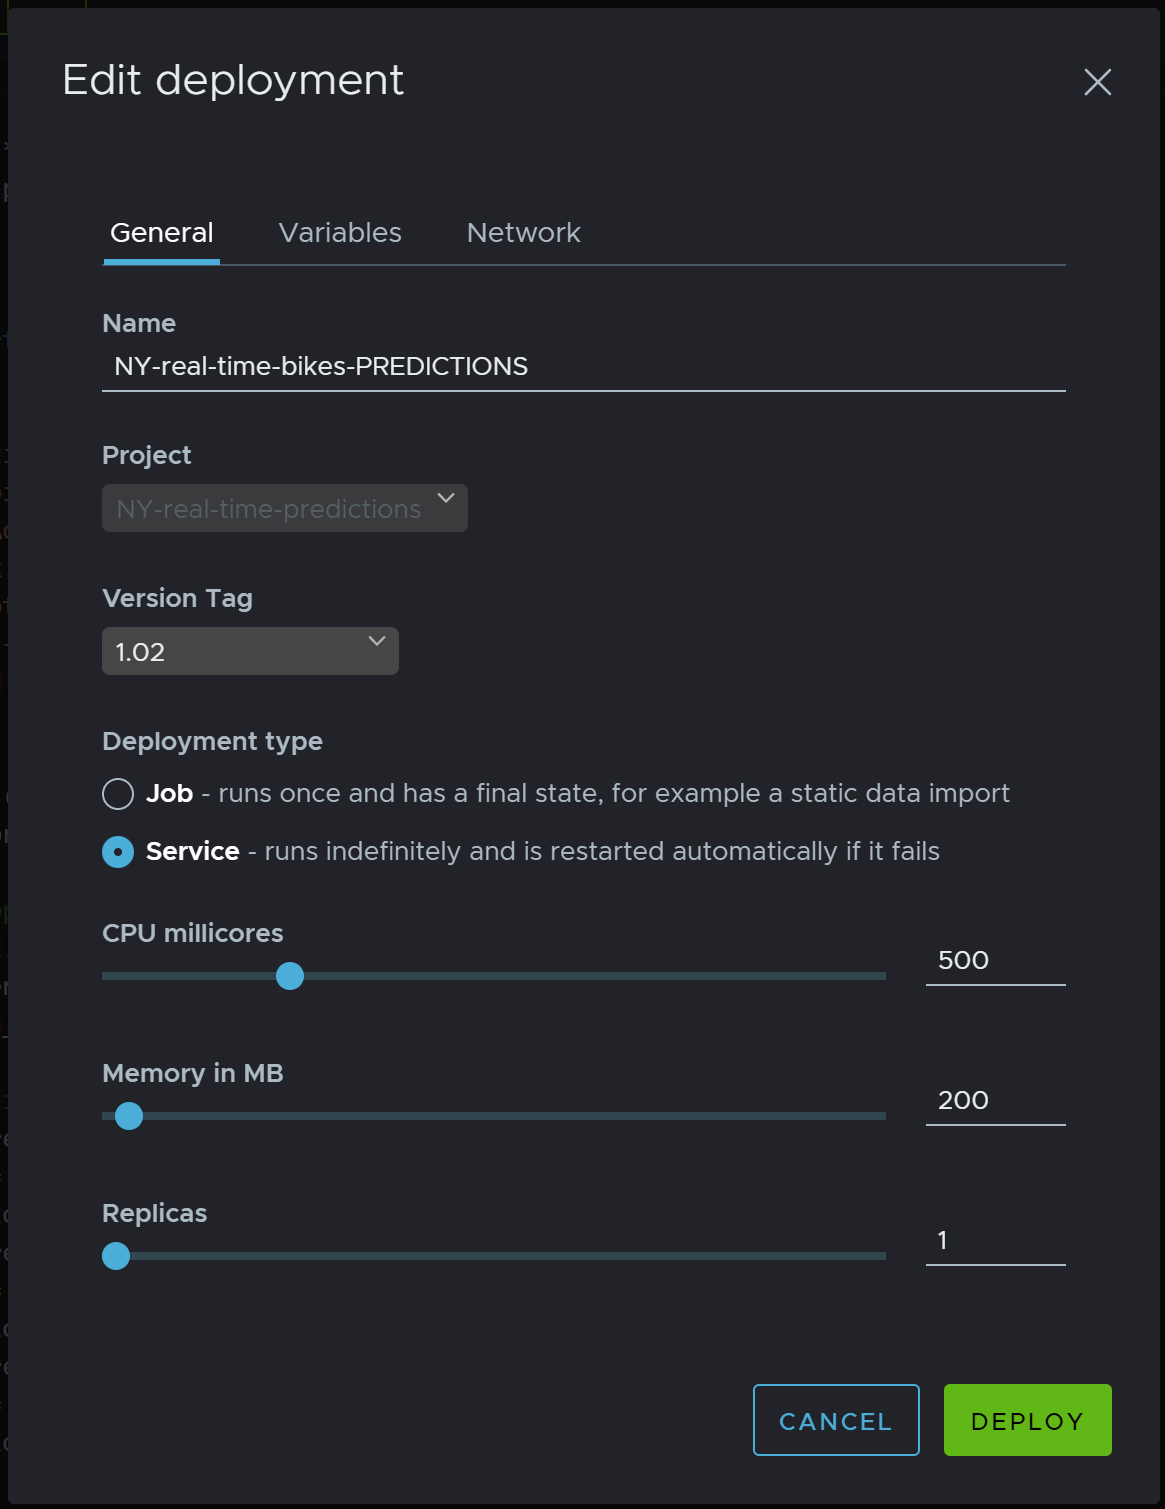 Edit deployment
General Variables Network
Name
NY-real-time-bikes-PREDICTIONS
Project
NY-real-time-predictions
Version Tag
1.02
Deployment type
Job - runs once and has a final state, for example a static data import
Service - runs indefinitely and is restarted automatically if it fails
CPU millicores
500
Memory in MB
200
Replicas
1
CANCEL DEPLOY